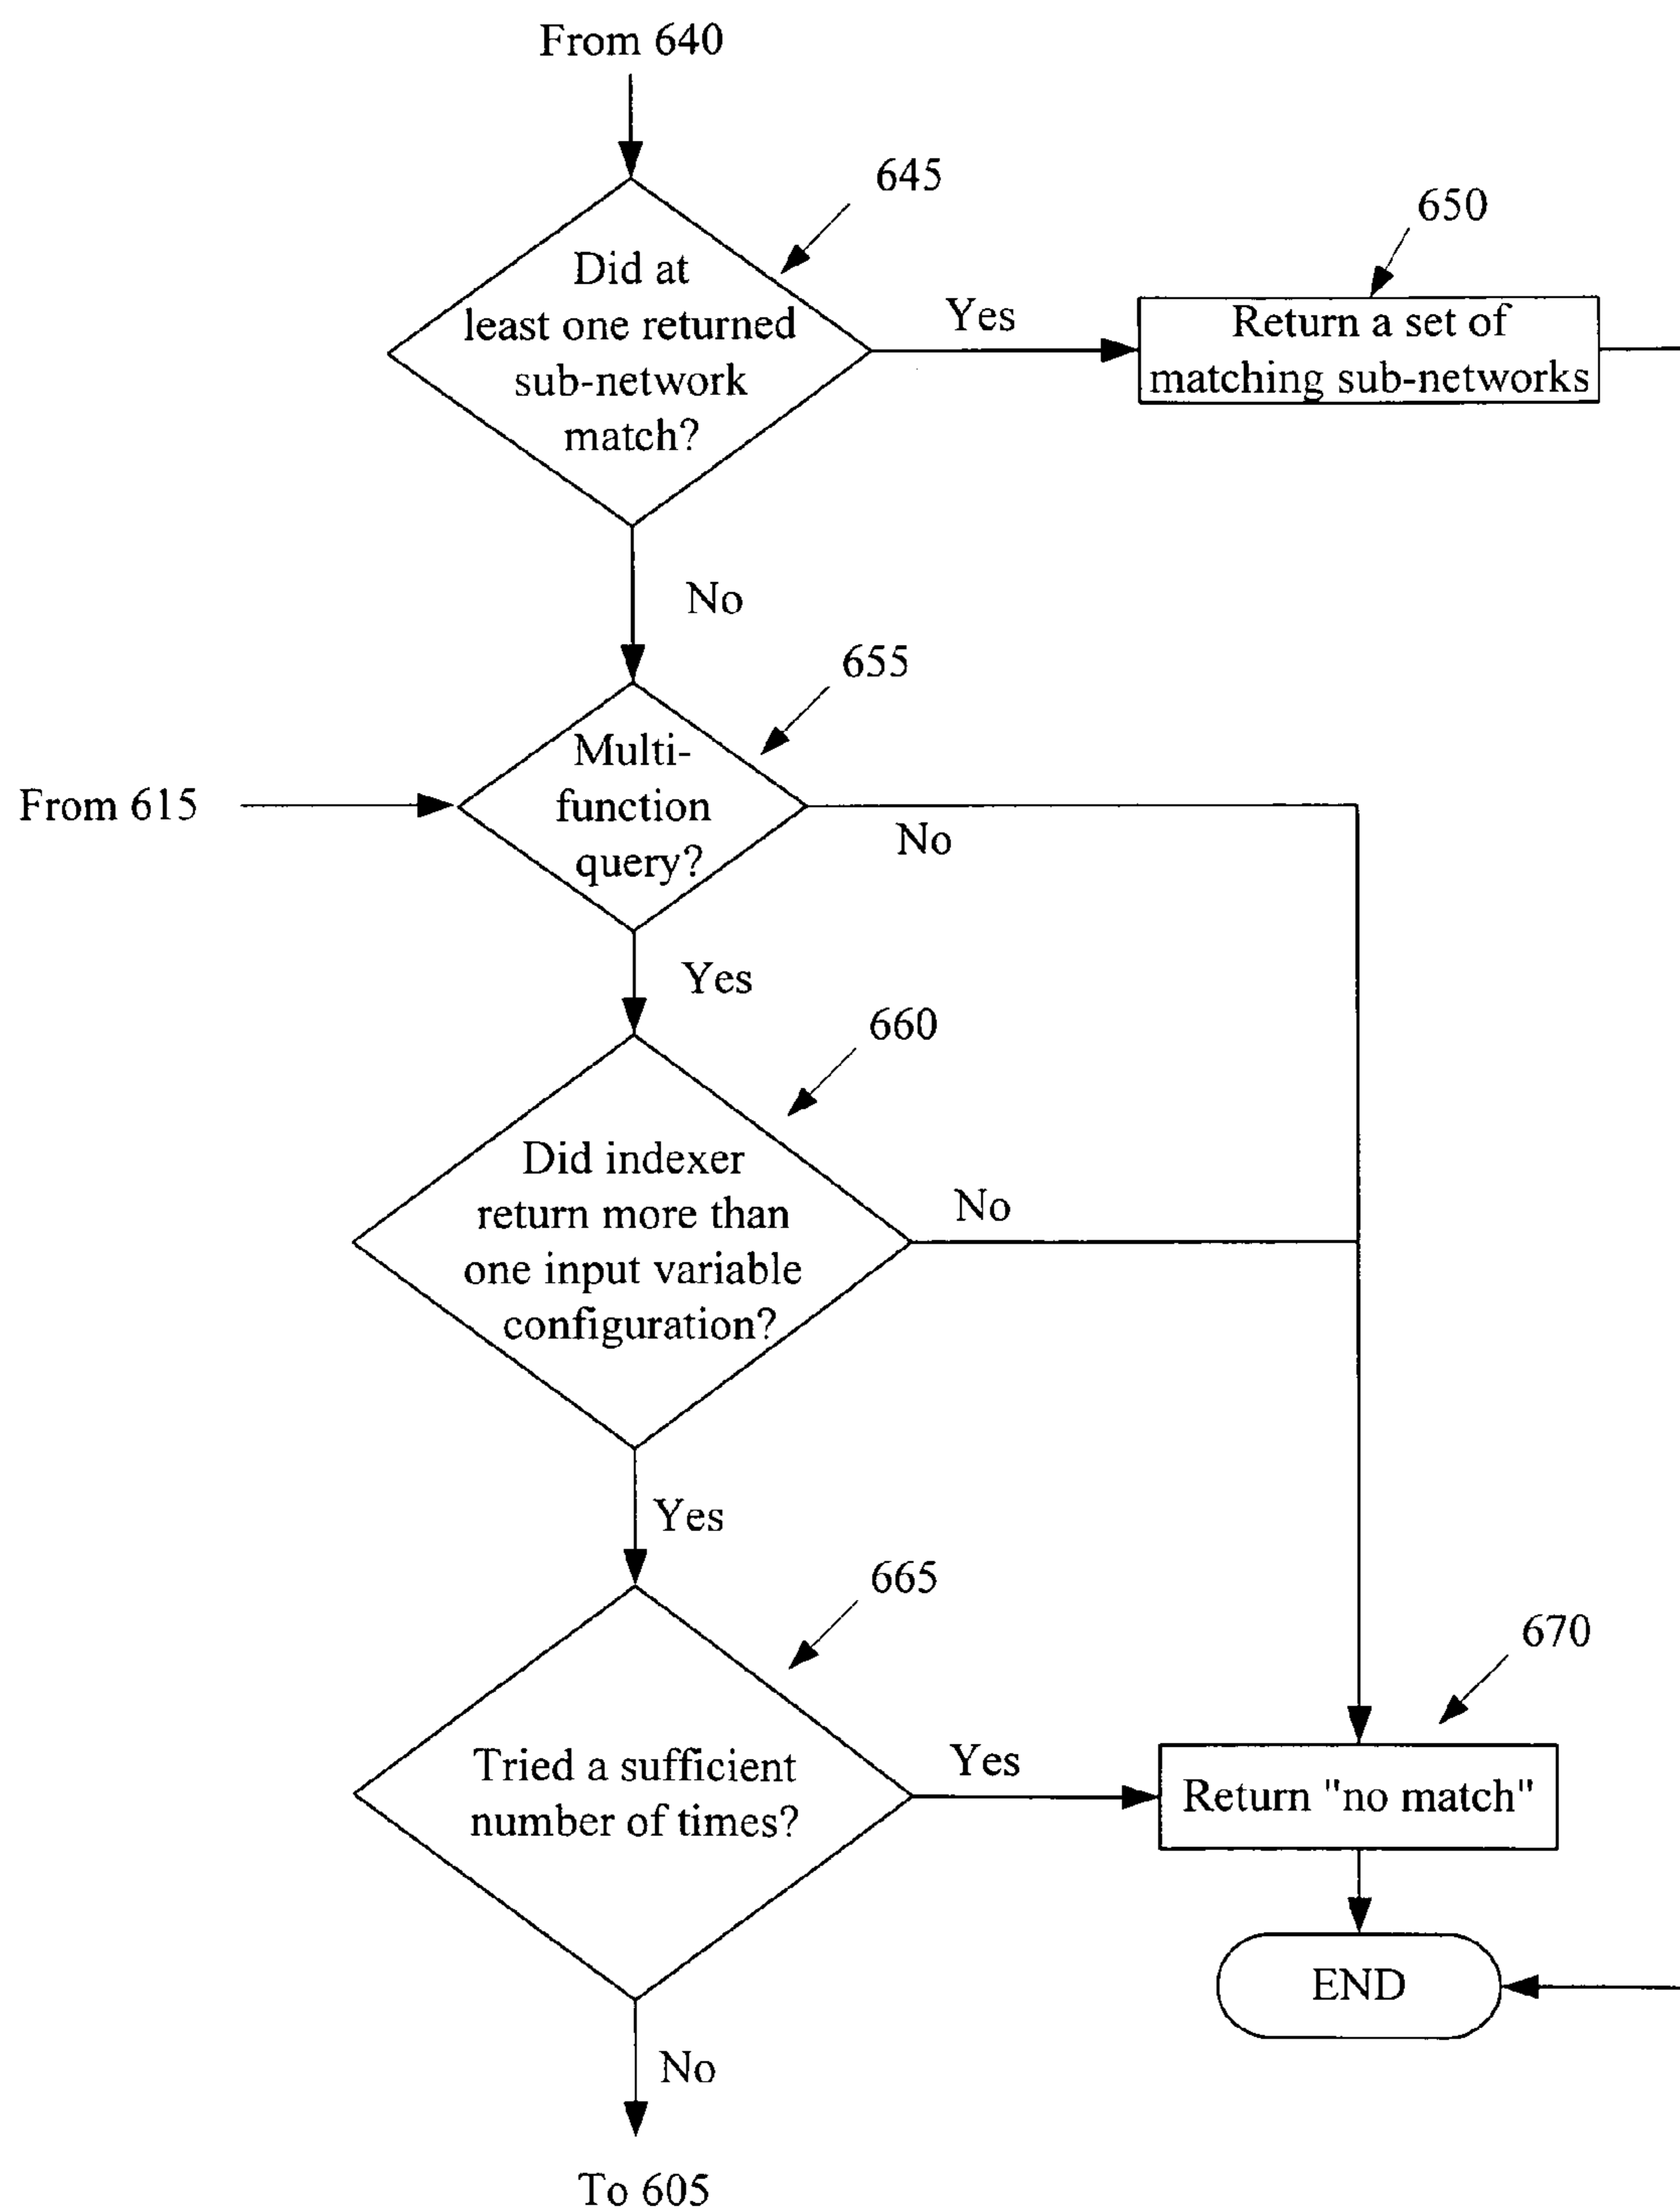 From 640
645
Did at
least one returned
sub-network
match?
Yes
650
Return a set of
matching sub-networks
No
655
From 615
Multi-
function
query?
No
Yes
660
Did indexer
return more than
one input variable
configuration?
No
Yes
665
Tried a sufficient
number of times?
Yes
670
Return "no match"
END
No
To 605